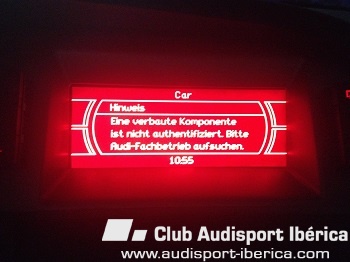 Car
Hinweis
Eine verbaute Komponente
ist nicht authentifiziert. Bitte
Audi-Fachbetrieb aufsuchen.
10:55
Club Audisport Ibérica
www.audisport-iberica.com